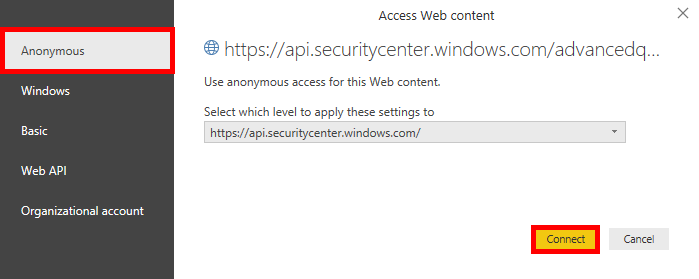 Access Web content
Anonymous
Windows
Basic
Web API
Organizational account
https://api.securitycenter.windows.com/advancedq...
Use anonymous access for this Web content.
Select which level to apply these settings to
https://api.securitycenter.windows.com/
Connect
Cancel